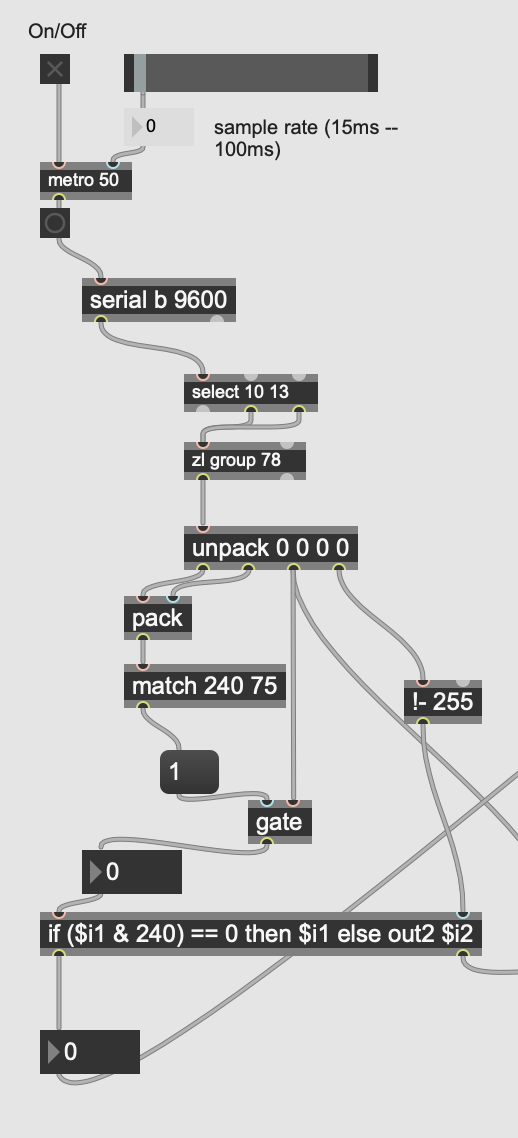 On/Off
0
sample rate (15ms --
100ms)
metro 50
serial b 9600
select 10 13
zl group 78
unpack 0 0 0 0
pack
match 240 75
!- 255
1
gate
0
if ($i1 & 240) == 0 then $i1 else out2 $i2
0